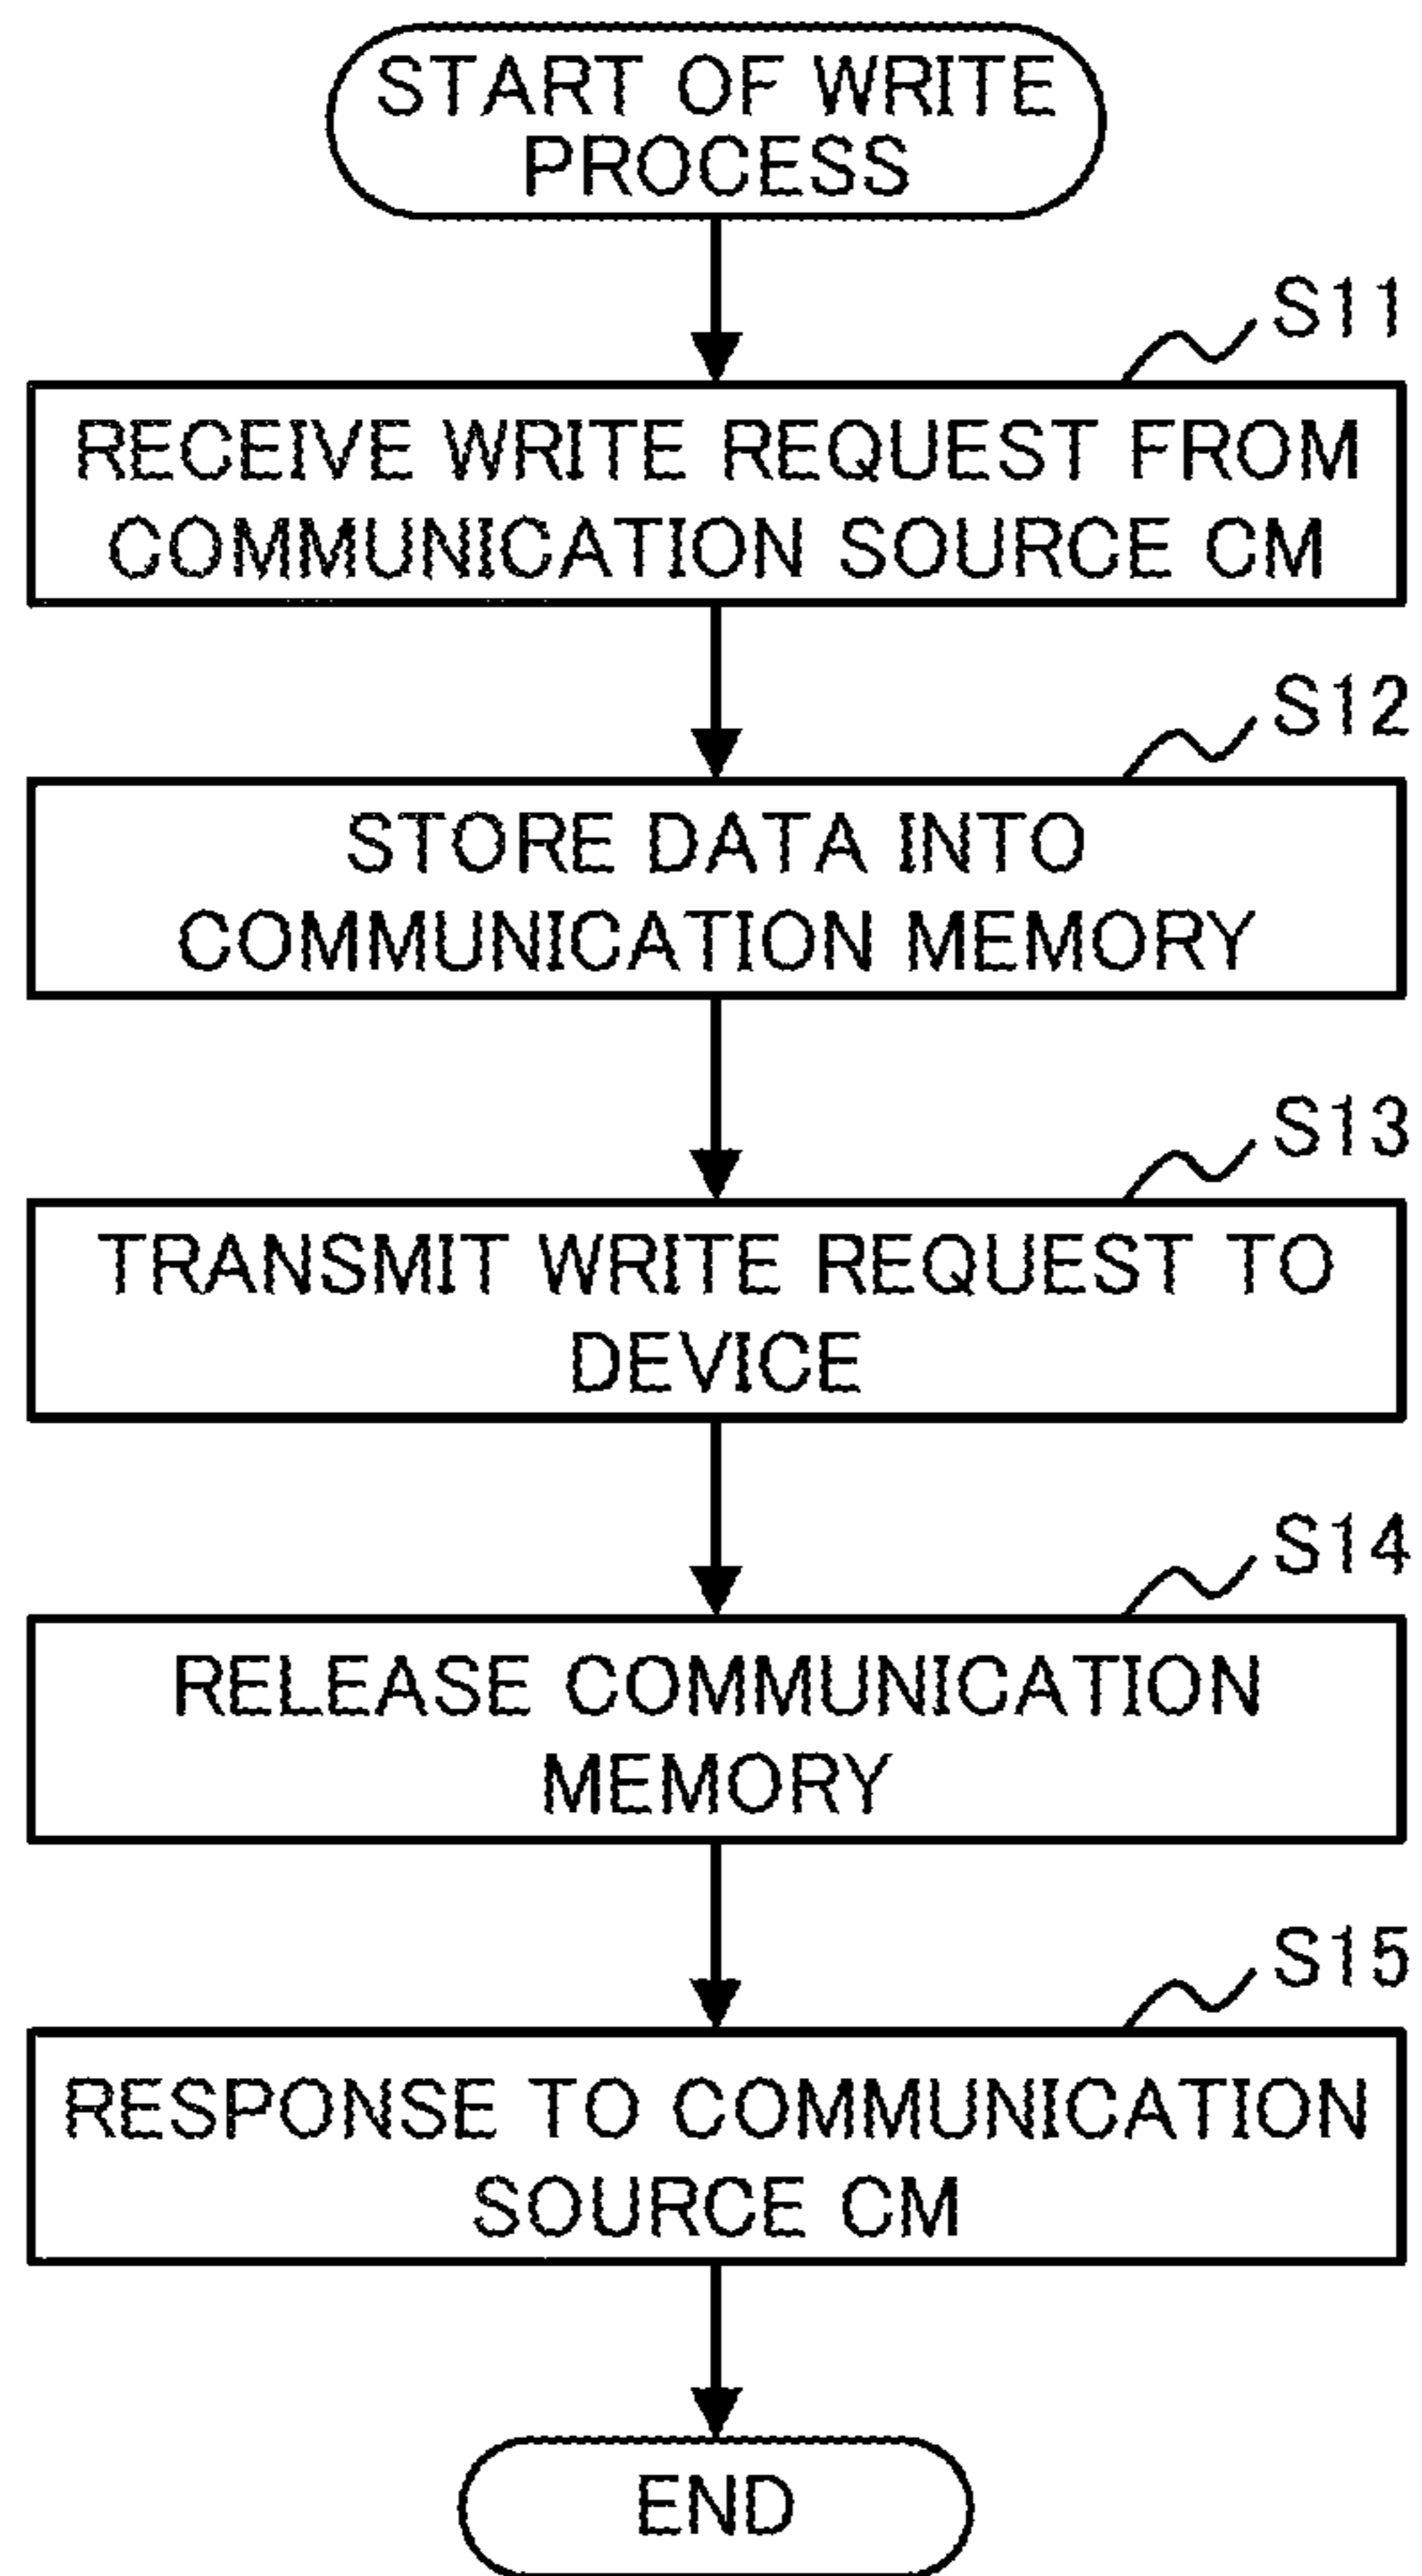 START OF WRITE
PROCESS
S11
RECEIVE WRITE REQUEST FROM
COMMUNICATION SOURCE CM
S12
STORE DATA INTO
COMMUNICATION MEMORY
S13
TRANSMIT WRITE REQUEST TO
DEVICE
S14
RELEASE COMMUNICATION
MEMORY
S15
RESPONSE TO COMMUNICATION
SOURCE CM
END